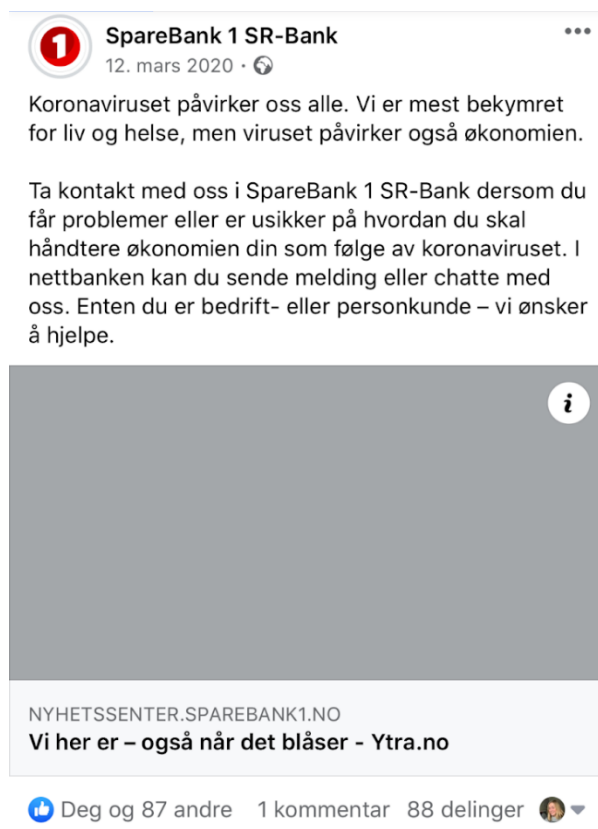 1
SpareBank 1 SR-Bank
12. mars 2020 ·
Koronaviruset påvirker oss alle. Vi er mest bekymret
for liv og helse, men viruset påvirker også økonomien.
Ta kontakt med oss i SpareBank 1 SR-Bank dersom du
får problemer eller er usikker på hvordan du skal
håndtere økonomien din som følge av koronaviruset. I
nettbanken kan du sende melding eller chatte med
oss. Enten du er bedrift- eller personkunde – vi ønsker
å hjelpe.
i
NYHETSSENTER.SPAREBANK1.NO
Vi her er – også når det blåser - Ytra.no
Deg og 87 andre 1 kommentar 88 delinger